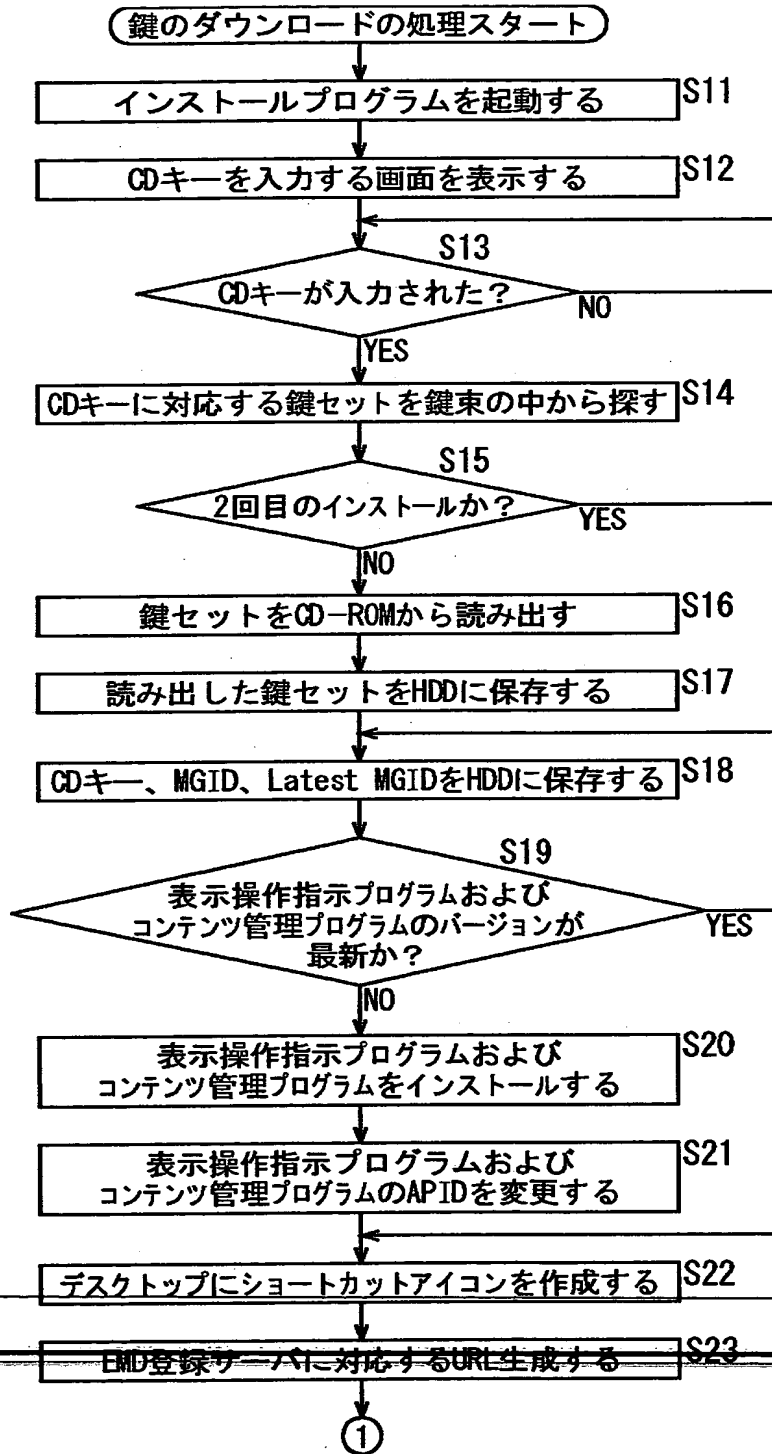 鍵のダウンロードの処理スタート
インストールプログラムを起動する S11
CDキーを入力する画面を表示する S12
S13
CDキーが入力された？
NO
YES
CDキーに対応する鍵セットを鍵束の中から探す S14
S15
2回目のインストールか？
YES
NO
鍵セットをCD-ROMから読み出す S16
読み出した鍵セットをHDDに保存する S17
CDキー、MGID、Latest MGIDをHDDに保存する S18
S19
表示操作指示プログラムおよび
コンテンツ管理プログラムのバージョンが
最新か？
YES
NO
表示操作指示プログラムおよび S20
コンテンツ管理プログラムをインストールする
表示操作指示プログラムおよび S21
コンテンツ管理プログラムのAPIDを変更する
デスクトップにショートカットアイコンを作成する S22
EMD登録サーバに対応するURL生成する S23
1